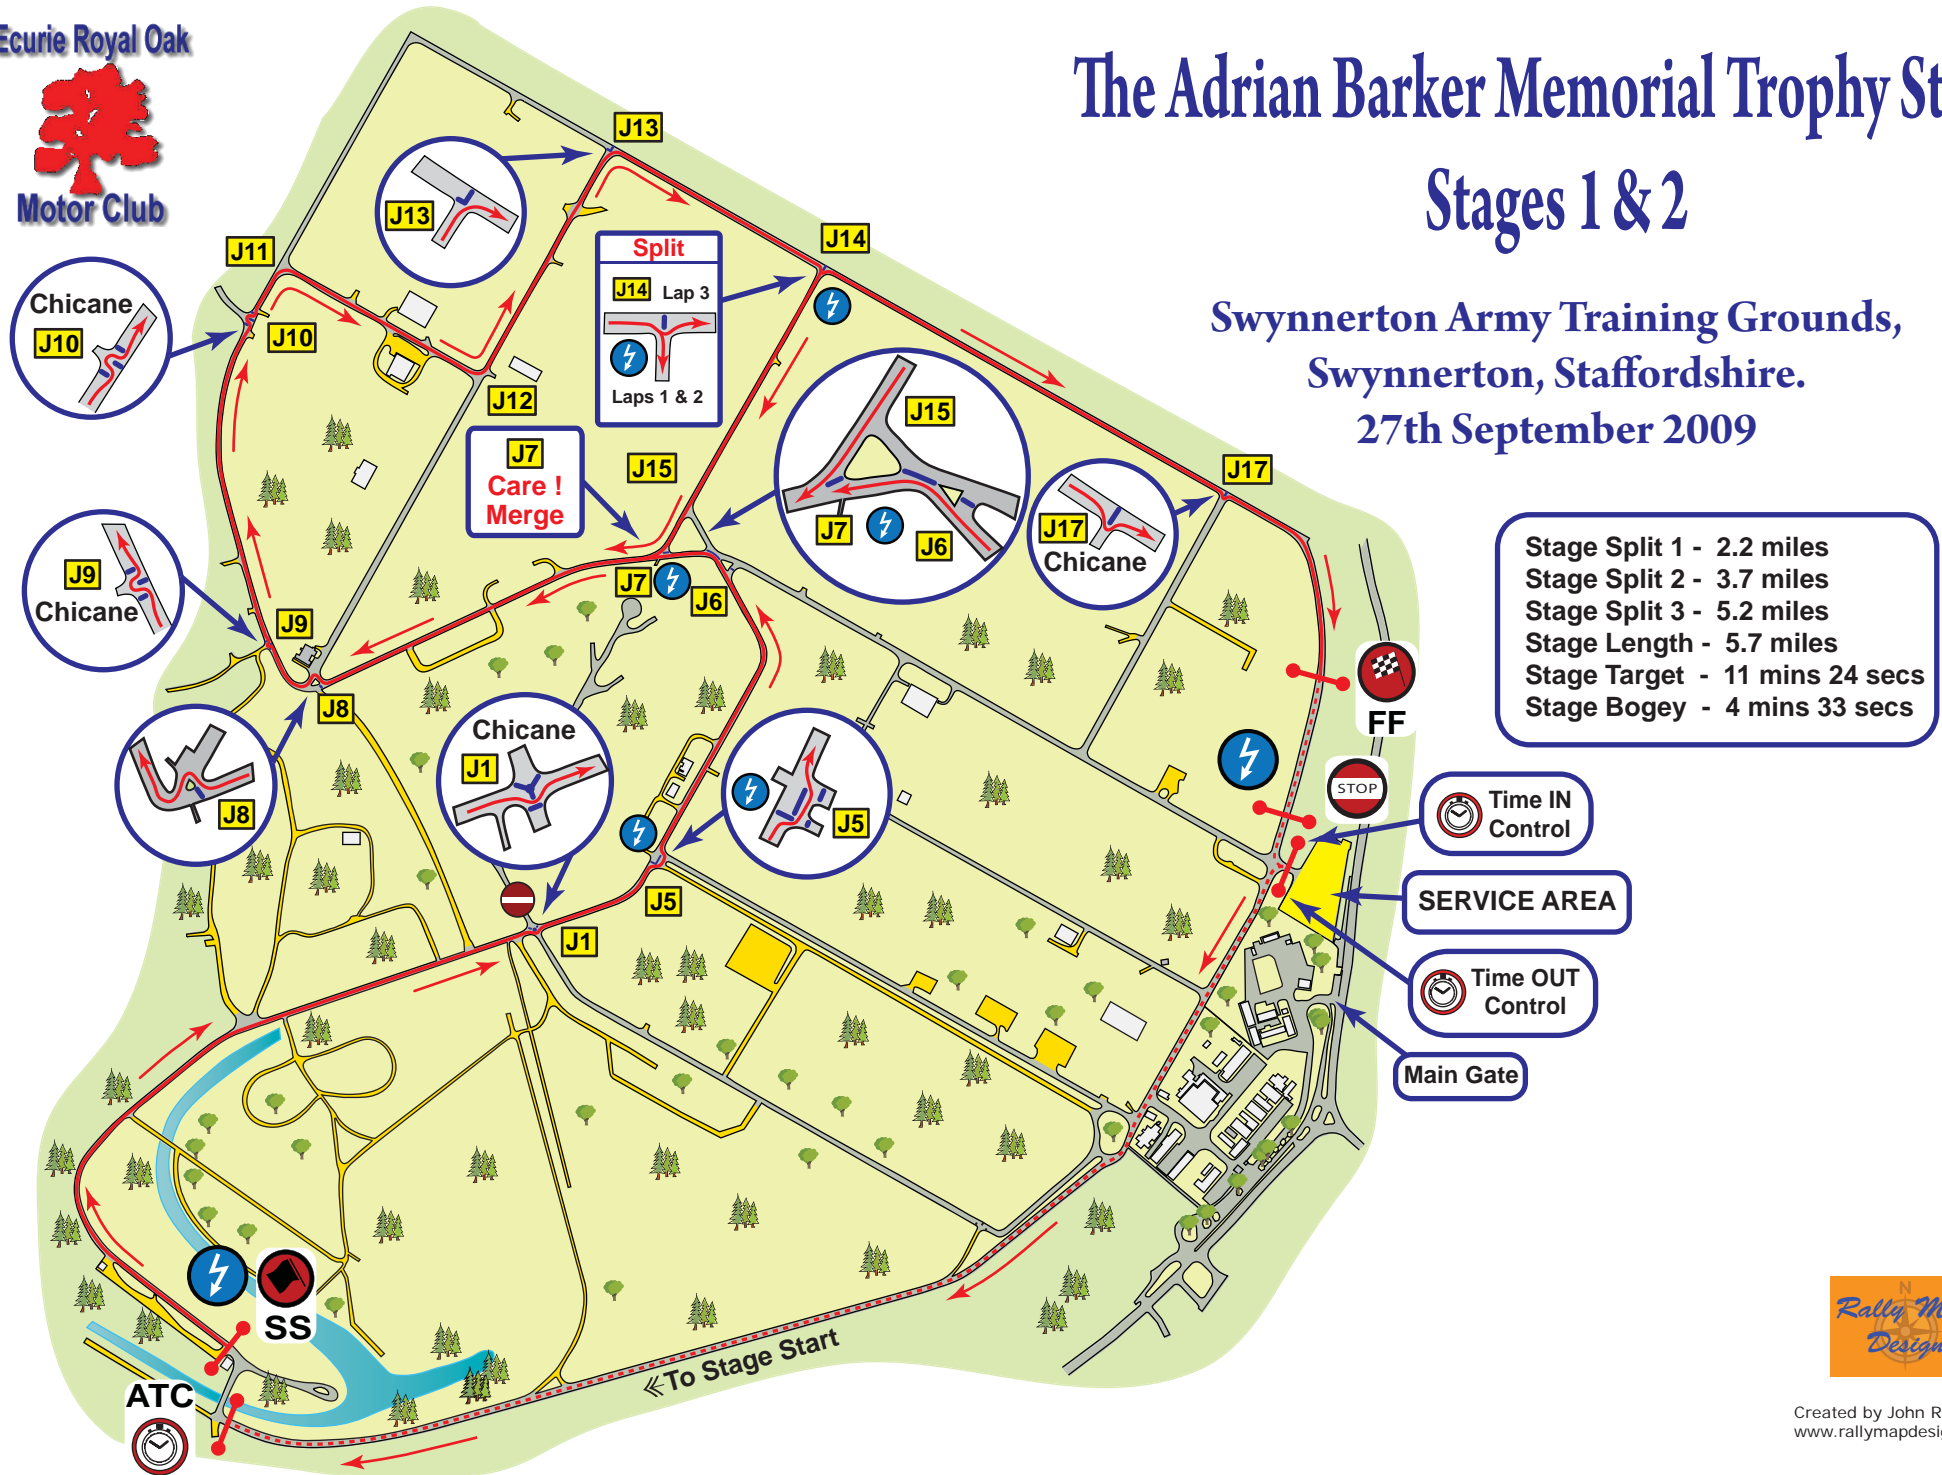 Ecurie Royal Oak
Motor Club
The Adrian Barker Memorial Trophy
Stages 1 & 2
Swynnerton Army Training Grounds,
Swynnerton, Staffordshire.
27th September 2009
J13
J13
J11
J14
Split
J14 Lap 3
Laps 1 & 2
Chicane
J10
J10
J12
J15
J7
Care !
Merge
J15
J7
J6
J17
J17
Chicane
Stage Split 1 - 2.2 miles
Stage Split 2 - 3.7 miles
Stage Split 3 - 5.2 miles
Stage Length - 5.7 miles
Stage Target - 11 mins 24 secs
Stage Bogey - 4 mins 33 secs
J9
Chicane
J9
J7
J6
J8
J8
Chicane
J1
J5
J5
J1
FF
STOP
Time IN
Control
SERVICE AREA
Time OUT
Control
Main Gate
SS
ATC
To Stage Start
N
Rally
Design
Created by John